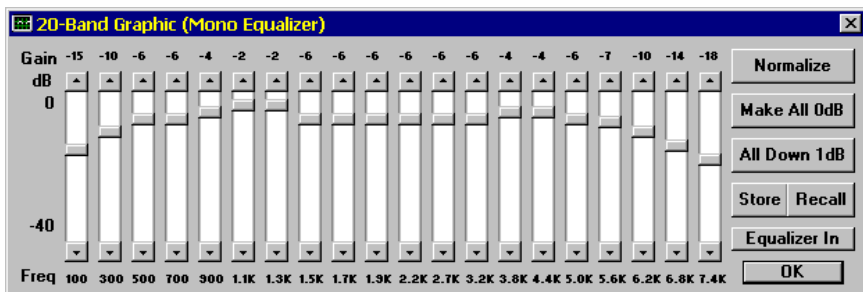 20-Band Graphic (Mono Equalizer)
Gain -15 -10 -6 -6 -4 -2 -2 -6 -6 -6 -6 -6 -6 -4 -4 -6 -7 -10 -14 -18
dB
0
-40
Freq 100 300 500 700 900 1.1K 1.3K 1.5K 1.7K 1.9K 2.2K 2.7K 3.2K 3.8K 4.4K 5.0K 5.6K 6.2K 6.8K 7.4K
Normalize
Make All 0dB
All Down 1dB
Store Recall
Equalizer In
OK